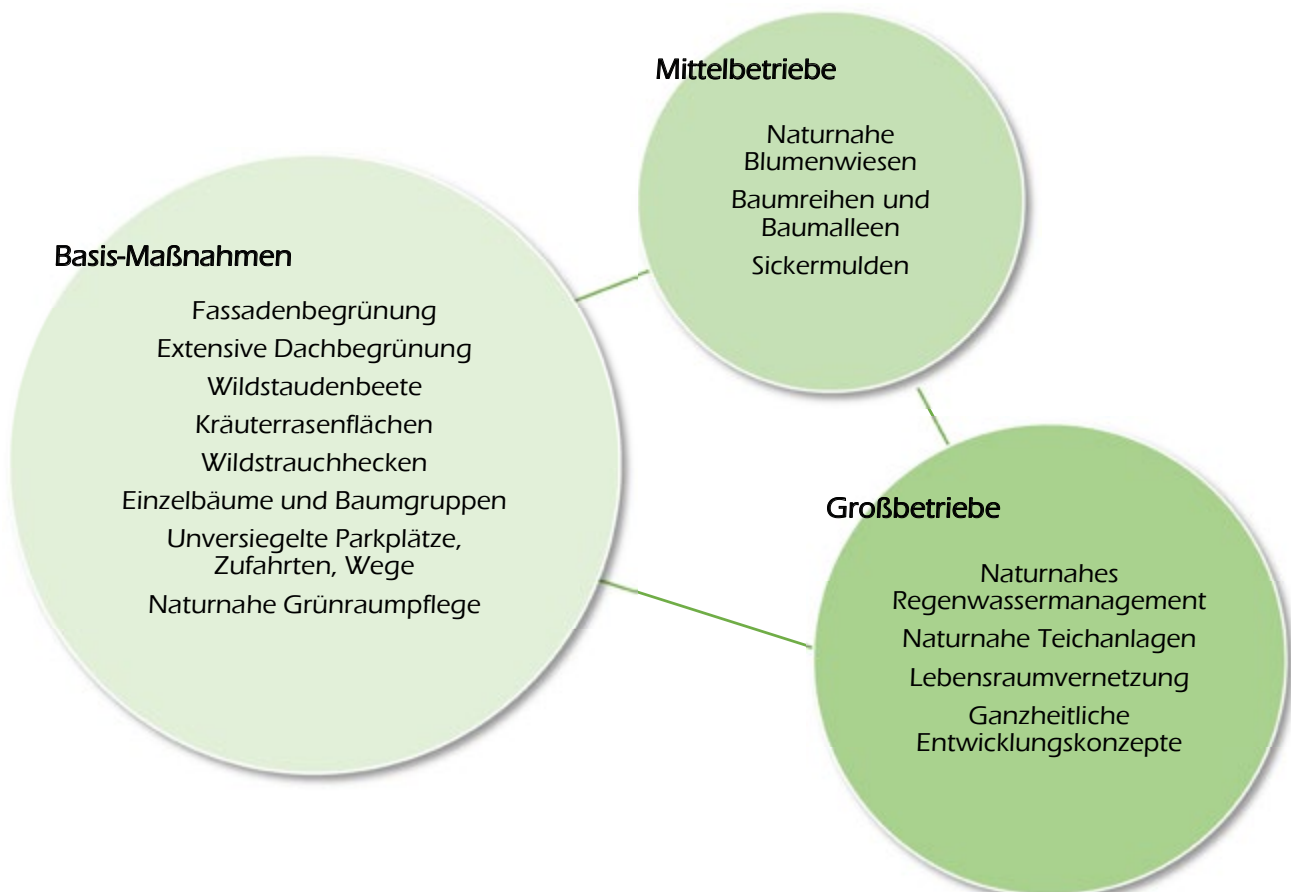 Mittelbetriebe
Naturnahe
Blumenwiesen
Baumreihen und
Baumalleen
Sickermulden
Basis-Maßnahmen
Fassadenbegrünung
Extensive Dachbegrünung
Wildstaudenbeete
Kräuterrasenflächen
Wildstrauchhecken
Einzelbäume und Baumgruppen
Unversiegelte Parkplätze,
Zufahrten, Wege
Naturnahe Grünraumpflege
Großbetriebe
Naturnahes
Regenwassermanagement
Naturnahe Teichanlagen
Lebensraumvernetzung
Ganzheitliche
Entwicklungskonzepte